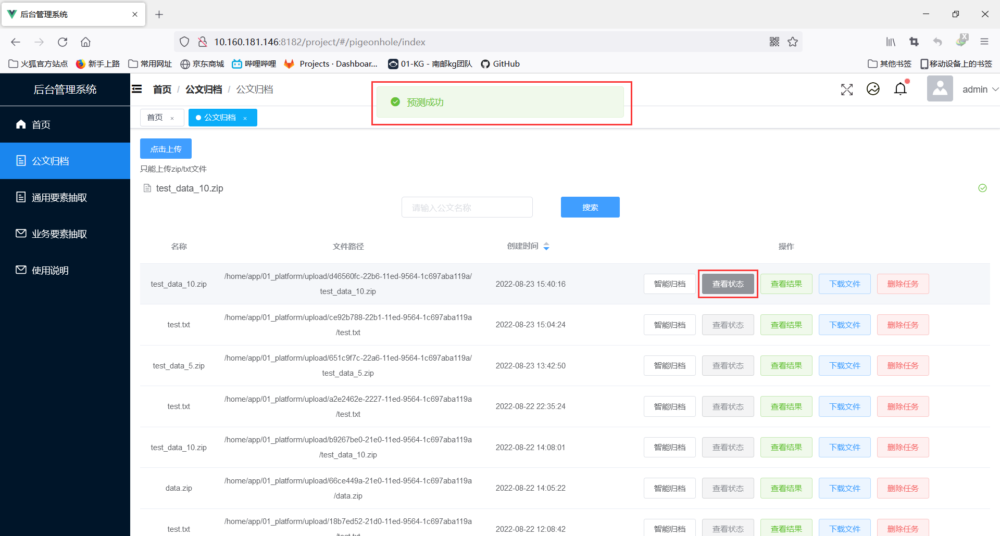 后台管理系统
10.160.181.146:8182/project/#/pigeonhole/index
火狐官方站点 新手上路 常用网址 京东商城 哔哩哔哩 Projects · Dashboar... 01-KG - 南邮kg团队 GitHub 其他书签 移动设备上的书签
后台管理系统
首页 / 公文归档 / 公文归档
预测成功
admin
首页 × 公文归档 ×
首页
公文归档
通用要素抽取
业务要素抽取
使用说明
点击上传
只能上传zip/txt文件
test_data_10.zip
请输入公文名称 搜索
名称 文件路径 创建时间 操作
test_data_10.zip /home/app/01_platform/upload/d46560fc-22b6-11ed-9564-1c697aba119a/
test_data_10.zip 2022-08-23 15:40:16 智能归档 查看状态 查看结果 下载文件 删除任务
test.txt /home/app/01_platform/upload/ce92b788-22b1-11ed-9564-1c697aba119a
/test.txt 2022-08-23 15:04:24 智能归档 查看状态 查看结果 下载文件 删除任务
test_data_5.zip /home/app/01_platform/upload/651c9f7c-22a6-11ed-9564-1c697aba119a/
test_data_5.zip 2022-08-23 13:42:50 智能归档 查看状态 查看结果 下载文件 删除任务
test.txt /home/app/01_platform/upload/a2e2462e-2227-11ed-9564-1c697aba119a
/test.txt 2022-08-22 22:35:24 智能归档 查看状态 查看结果 下载文件 删除任务
test_data_10.zip /home/app/01_platform/upload/b9267be0-21e0-11ed-9564-1c697aba119a
/test_data_10.zip 2022-08-22 14:08:01 智能归档 查看状态 查看结果 下载文件 删除任务
data.zip /home/app/01_platform/upload/66ce449a-21e0-11ed-9564-1c697aba119a
/data.zip 2022-08-22 14:05:22 智能归档 查看状态 查看结果 下载文件 删除任务
test.txt /home/app/01_platform/upload/18b7ed52-21d0-11ed-9564-1c697aba119a
/test.txt 2022-08-22 12:08:42 智能归档 查看状态 查看结果 下载文件 删除任务